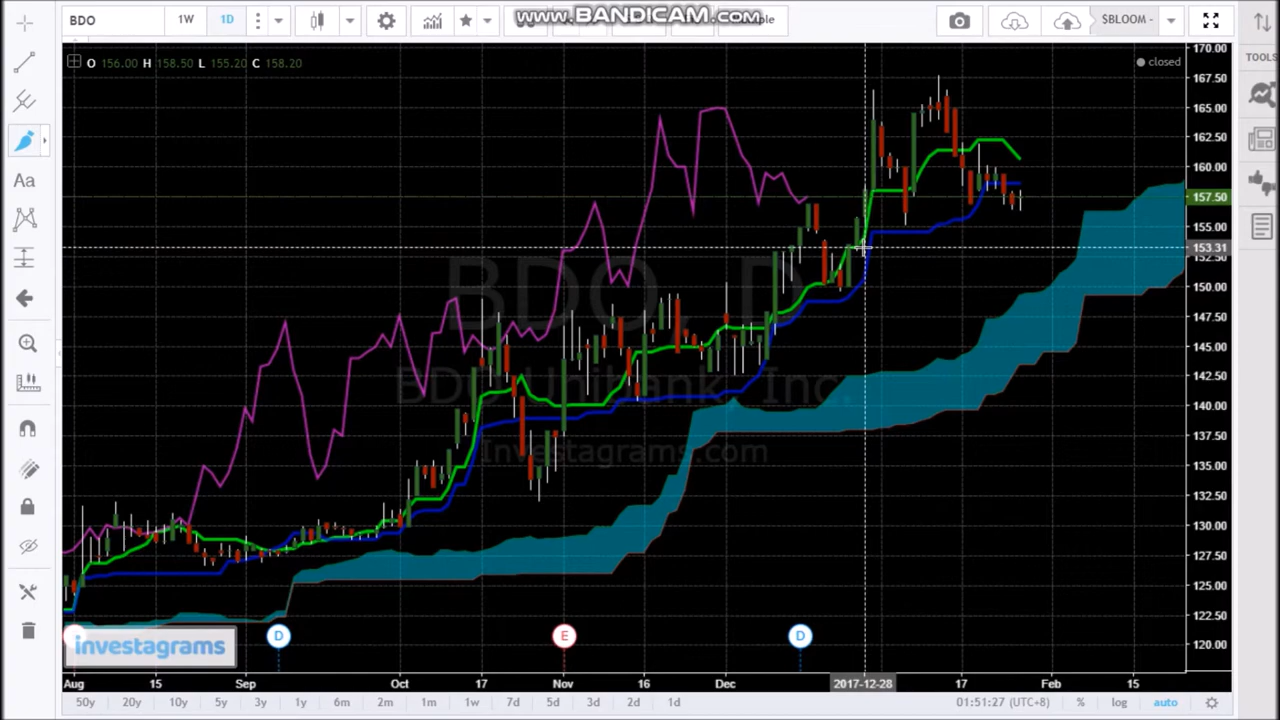 BDO
1W
1D
www.BANDICAM.com
$BLOOM -
O 156.00 H 158.50 L 155.20 C 158.20
closed
TOOLS
Aa
BDO, D
BDO Unibank, Inc.
Investagrams.com
170.00
167.50
165.00
162.50
160.00
157.50
155.00
153.31
152.50
150.00
147.50
145.00
142.50
140.00
137.50
135.00
132.50
130.00
127.50
125.00
122.50
120.00
investagrams
D
E
D
Aug
15
Sep
Oct
17
Nov
16
Dec
2017-12-28
17
Feb
15
50y
20y
5y
3y
1y
6m
2m
1m
1w
7d
5d
3d
2d
1d
01:51:27 (UTC+8)
%
log
auto